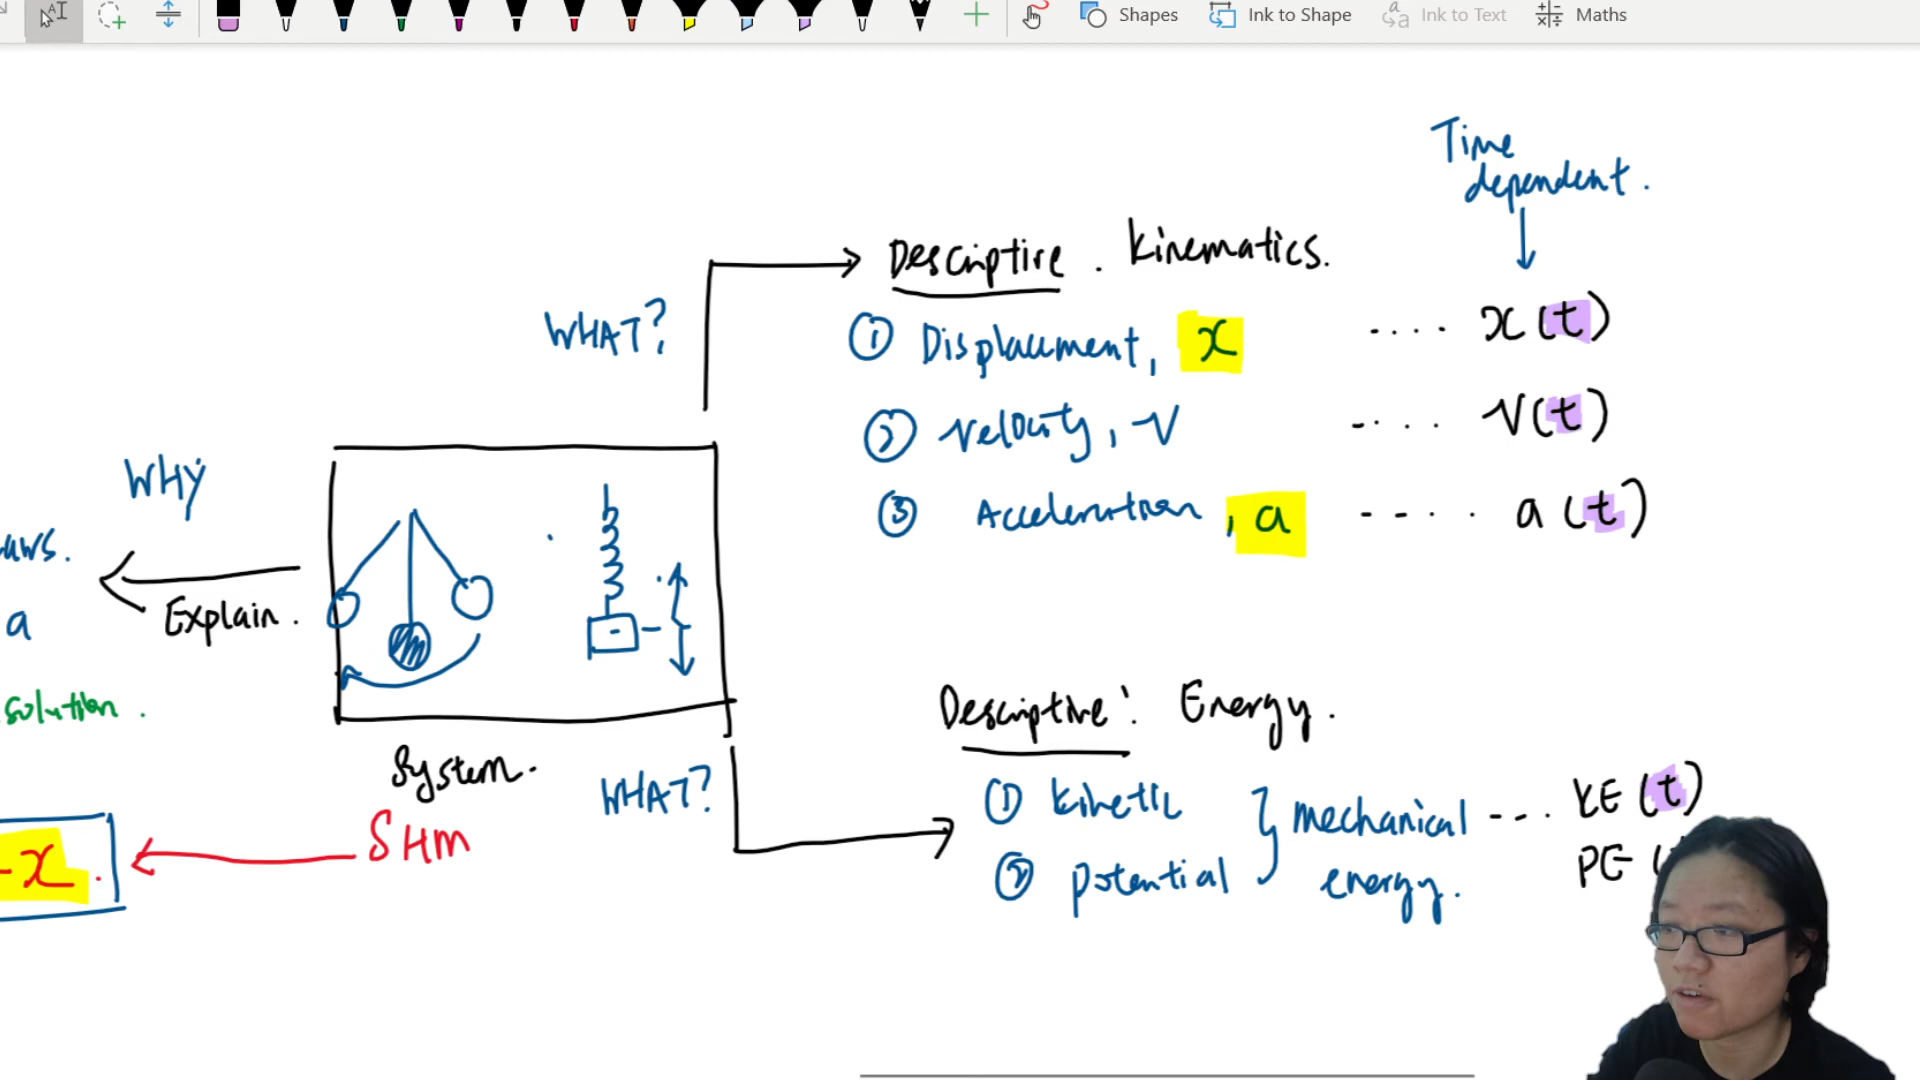 Shapes
Ink to Shape
Ink to Text
Maths
Time
dependent.
Descriptive. Kinematics.
WHAT?
① Displacement, x .... x(t)
② Velocity, v .... v(t)
③ Acceleration, a .... a(t)
WHY
aws.
Explain.
a
solution.
System.
SHM
-x.
WHAT?
Descriptive: Energy.
① kinetic
② potential
mechanical
energy.
... KE(t)
PE